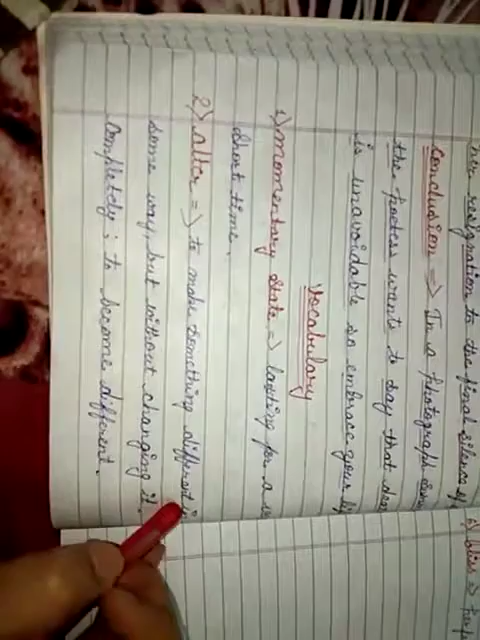 her resignation to the final silence of
Conclusion => In a photograph
the poetess wants to say that
is unavoidable so embrace your
Vocabulary
1) Momentary State => lasting for a
short time.
2) alter => to make something different in
some way, but without changing it
completely; to become different.
bliss =>